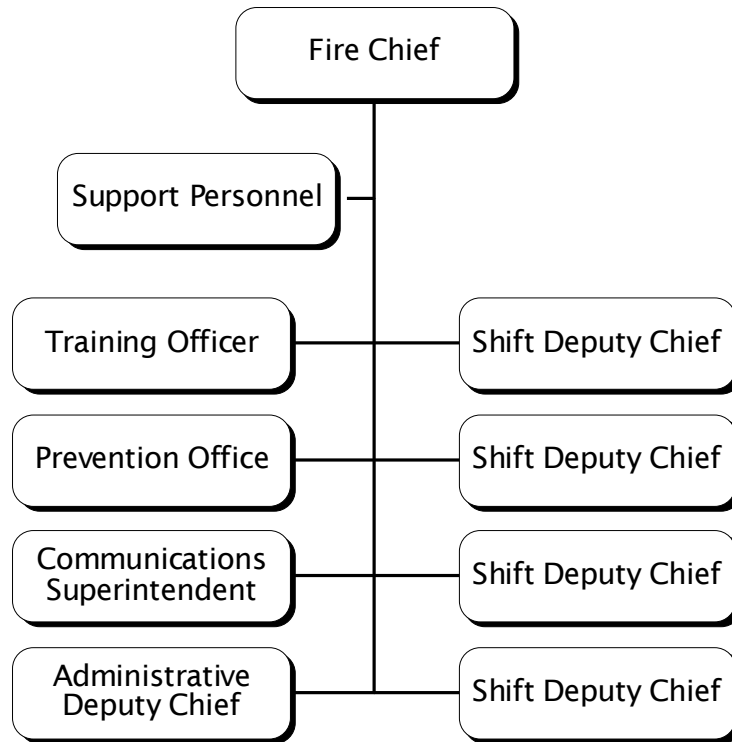 Fire Chief
Support Personnel
Training Officer
Shift Deputy Chief
Prevention Office
Shift Deputy Chief
Communications
Superintendent
Shift Deputy Chief
Administrative
Deputy Chief
Shift Deputy Chief